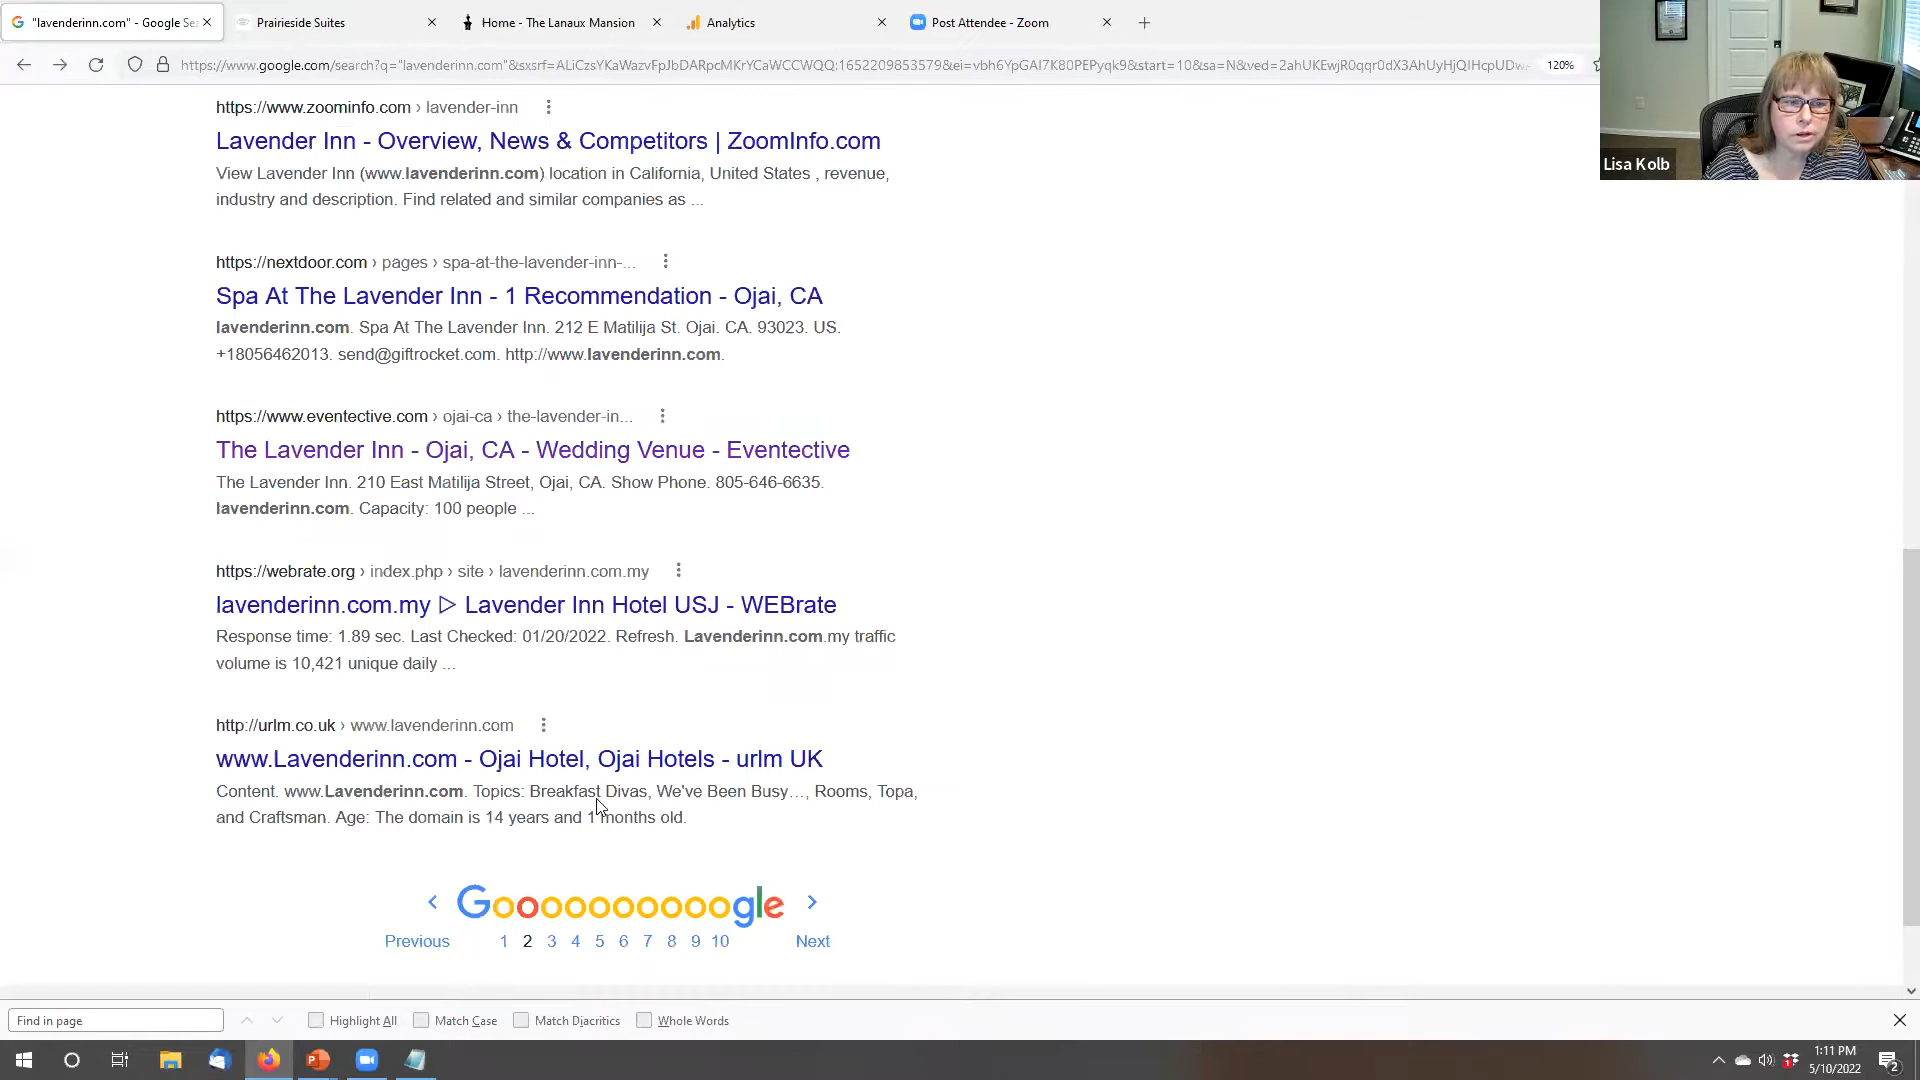 "lavenderinn.com" - Google Se
Prairieside Suites
Home - The Lanaux Mansion
Analytics
Post Attendee - Zoom
https://www.google.com/search?q="lavenderinn.com"&sxsrf=ALiCzsYKaWazvFpJbDARpcMKrYCaWCCWQQ:1652209853579&ei=vbh6YpGAI7K80PEPyqk9&start=10&sa=N&ved=2ahUKEwjR0qqr0dX3AhUyHjQIHcpUDw
120%
Lisa Kolb
https://www.zoominfo.com › lavender-inn
Lavender Inn - Overview, News & Competitors | ZoomInfo.com
View Lavender Inn (www.lavenderinn.com) location in California, United States , revenue,
industry and description. Find related and similar companies as ...
https://nextdoor.com › pages › spa-at-the-lavender-inn-...
Spa At The Lavender Inn - 1 Recommendation - Ojai, CA
lavenderinn.com. Spa At The Lavender Inn. 212 E Matilija St. Ojai. CA. 93023. US.
+18056462013. send@giftrocket.com. http://www.lavenderinn.com.
https://www.eventective.com › ojai-ca › the-lavender-in...
The Lavender Inn - Ojai, CA - Wedding Venue - Eventective
The Lavender Inn. 210 East Matilija Street, Ojai, CA. Show Phone. 805-646-6635.
lavenderinn.com. Capacity: 100 people ...
https://webrate.org › index.php › site › lavenderinn.com.my
lavenderinn.com.my ▷ Lavender Inn Hotel USJ - WEBrate
Response time: 1.89 sec. Last Checked: 01/20/2022. Refresh. Lavenderinn.com.my traffic
volume is 10,421 unique daily ...
http://urlm.co.uk › www.lavenderinn.com
www.Lavenderinn.com - Ojai Hotel, Ojai Hotels - urlm UK
Content. www.Lavenderinn.com. Topics: Breakfast Divas, We've Been Busy…, Rooms, Topa,
and Craftsman. Age: The domain is 14 years and 1 months old.
Goooooooooogle
Previous 1 2 3 4 5 6 7 8 9 10 Next
Find in page
Highlight All
Match Case
Match Diacritics
Whole Words
1:11 PM
5/10/2022